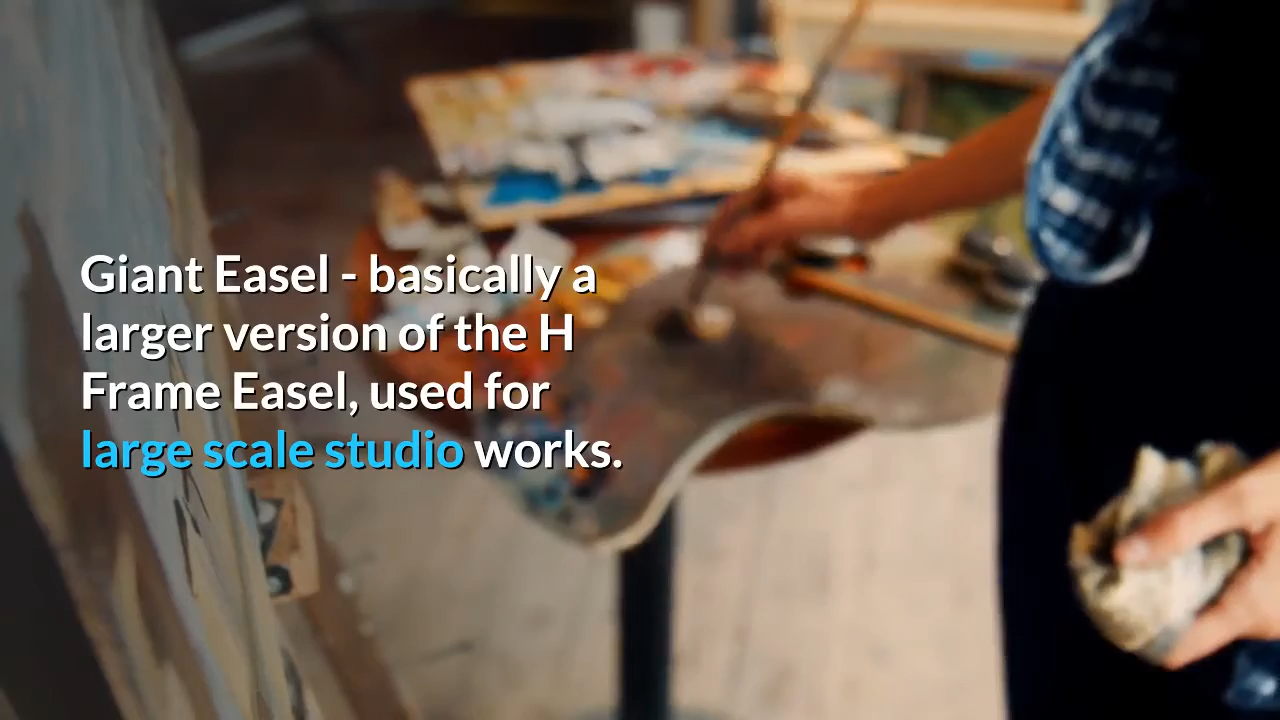 Giant Easel - basically a
larger version of the H
Frame Easel, used for
large scale studio works.